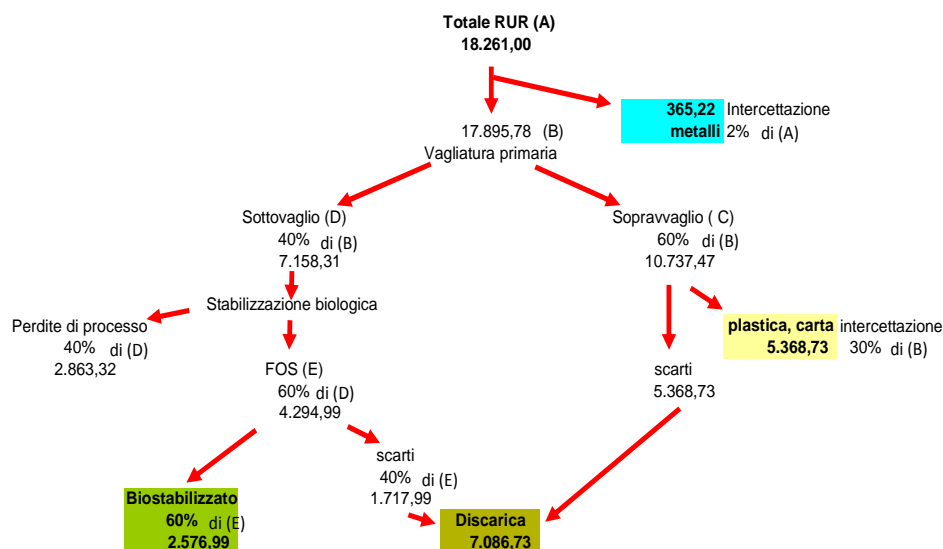 Totale RUR (A)
18.261,00
365,22 Intercettazione
metalli 2% di (A)
17.895,78 (B)
Vagliatura primaria
Sottovaglio (D)
40% di (B)
7.158,31
Sopravvaglio ( C)
60% di (B)
10.737,47
Stabilizzazione biologica
Perdite di processo
40% di (D)
2.863,32
plastica, carta intercettazione
5.368,73 30% di (B)
FOS (E)
60% di (D)
4.294,99
scarti
5.368,73
scarti
40% di (E)
1.717,99
Biostabilizzato
60% di (E)
2.576,99
Discarica
7.086,73